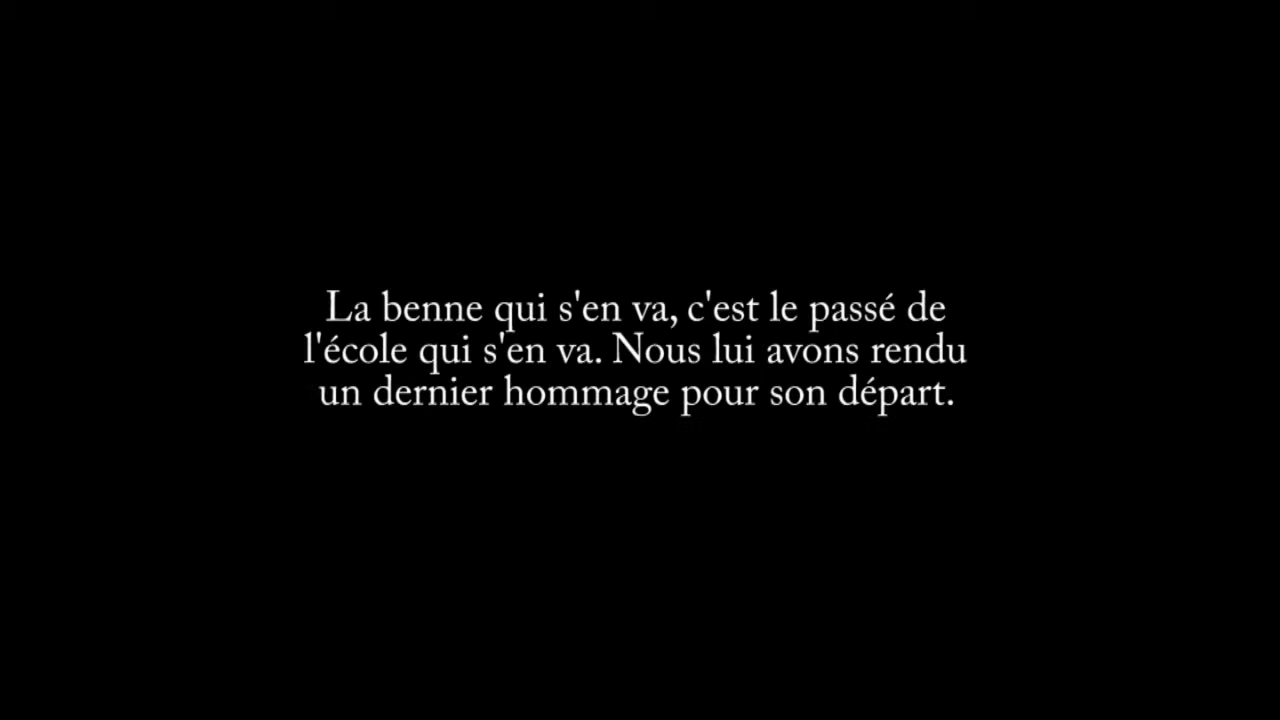 La benne qui s'en va, c'est le passé de
l'école qui s'en va. Nous lui avons rendu
un dernier hommage pour son départ.